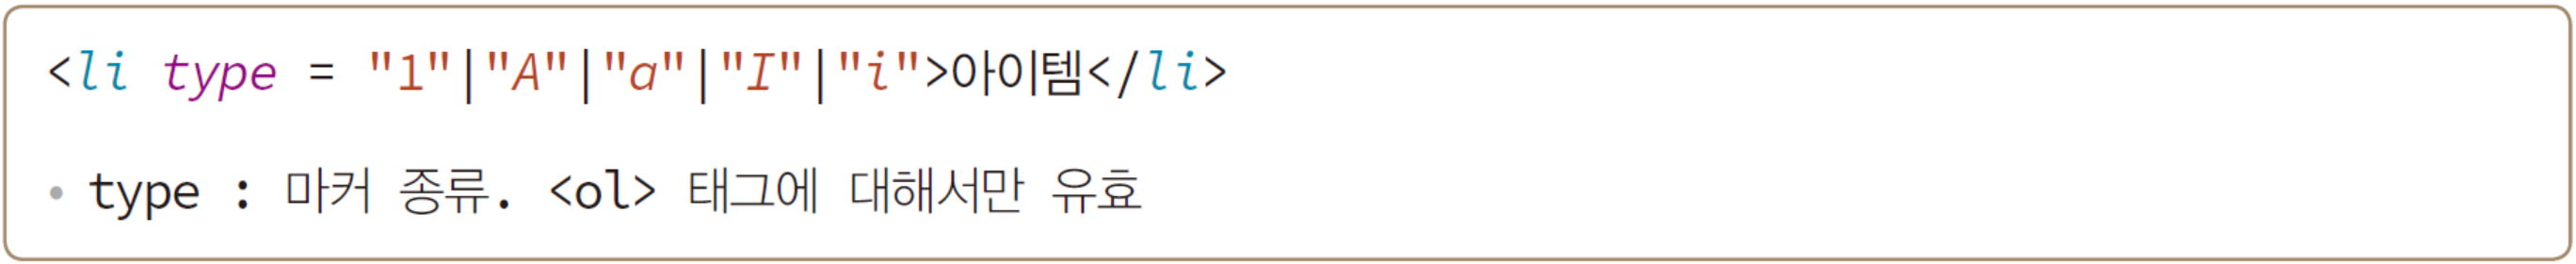 <li type = "1"|"A"|"a"|"I"|"i">아이템</li>
• type : 마커 종류. <ol> 태그에 대해서만 유효